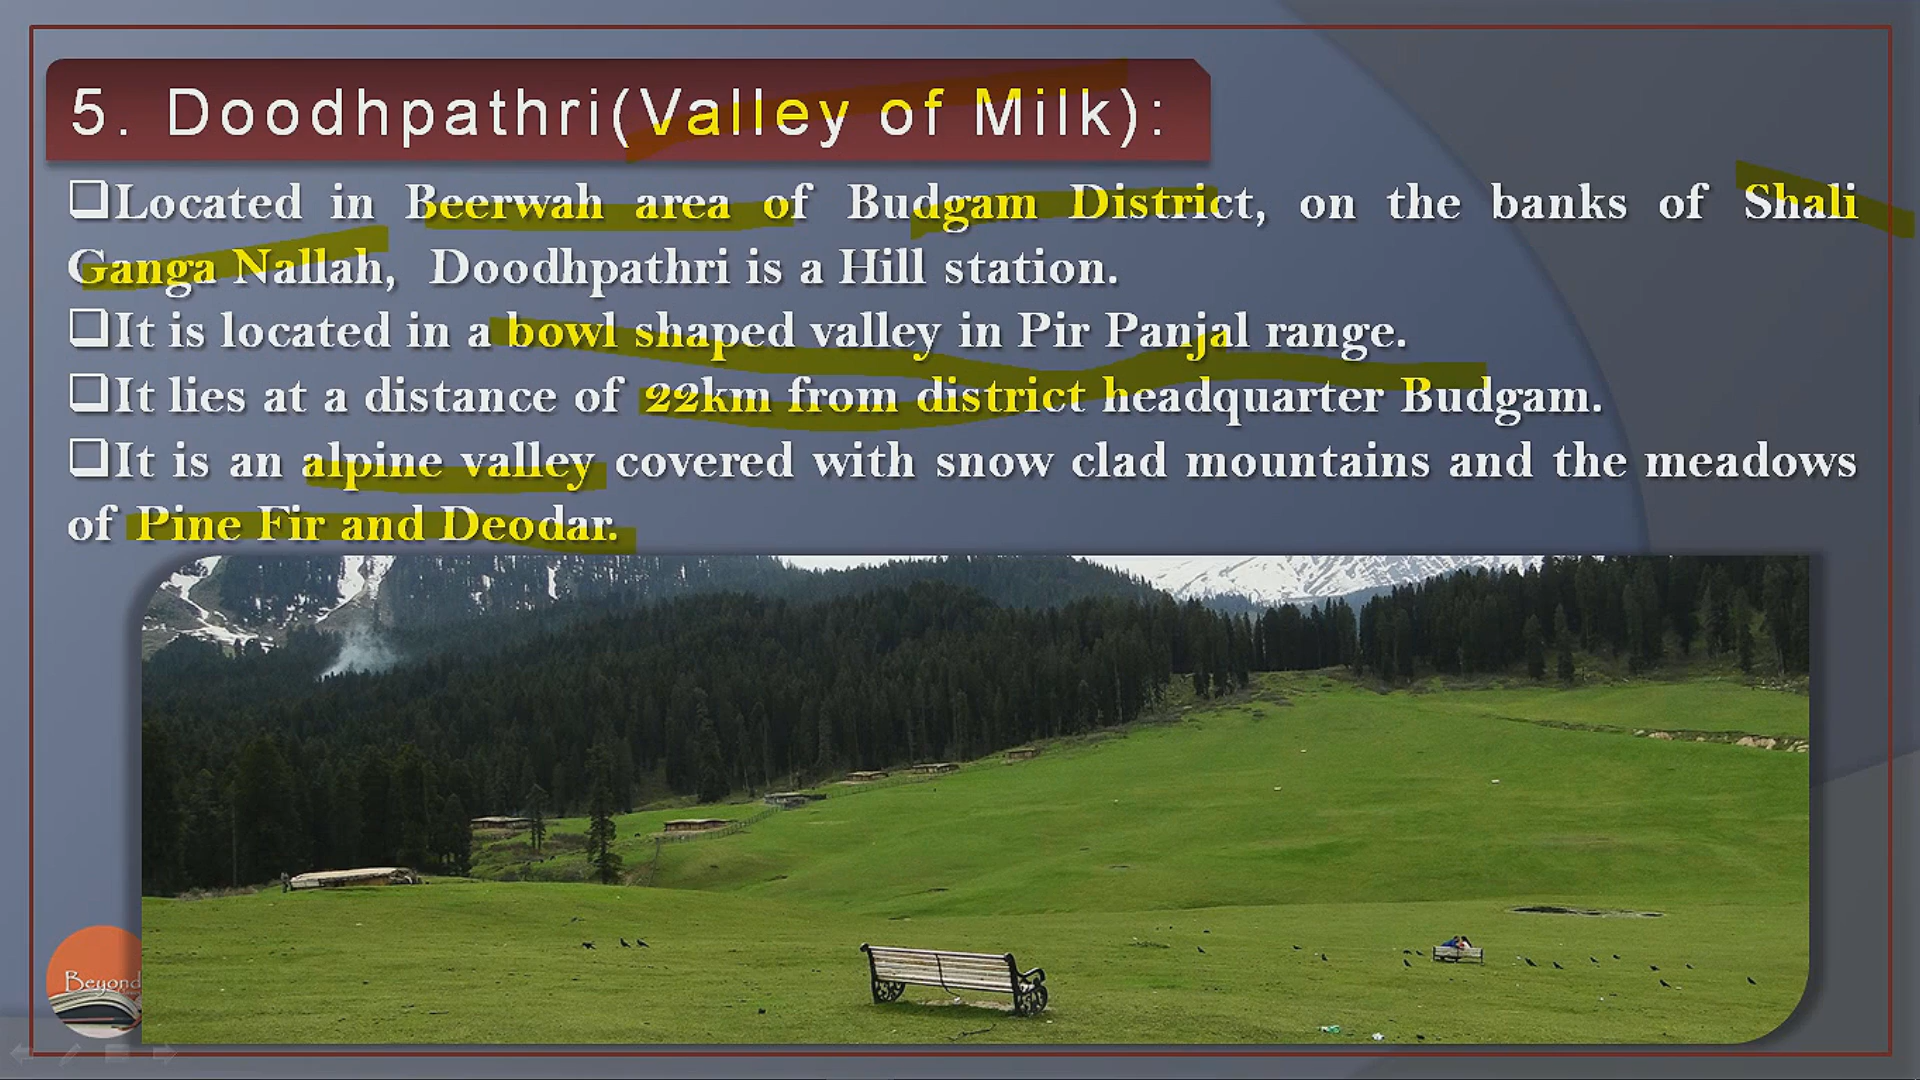 5. Doodhpathri(Valley of Milk):
❑Located in Beerwah area of Budgam District, on the banks of Shali
Ganga Nallah, Doodhpathri is a Hill station.
❑It is located in a bowl shaped valley in Pir Panjal range.
❑It lies at a distance of 22km from district headquarter Budgam.
❑It is an alpine valley covered with snow clad mountains and the meadows
of Pine Fir and Deodar.
Beyond